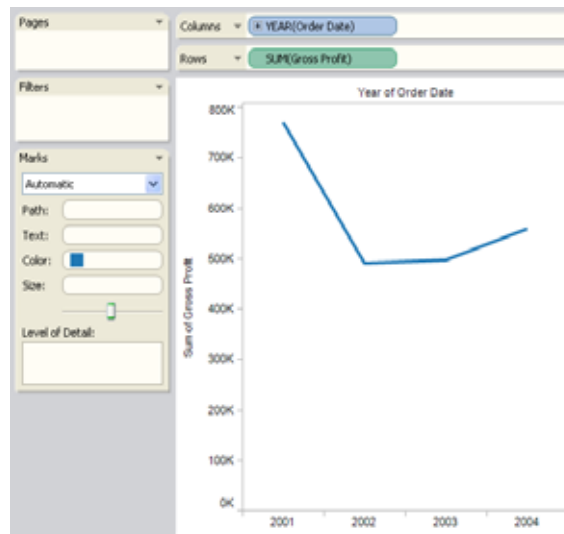 Pages
Columns
YEAR(Order Date)
Rows
SUM(Gross Profit)
Filters
Marks
Automatic
Path:
Text:
Color:
Size:
Level of Detail:
Year of Order Date
Sum of Gross Profit
800K
700K
600K
500K
400K
300K
200K
100K
0K
2001 2002 2003 2004